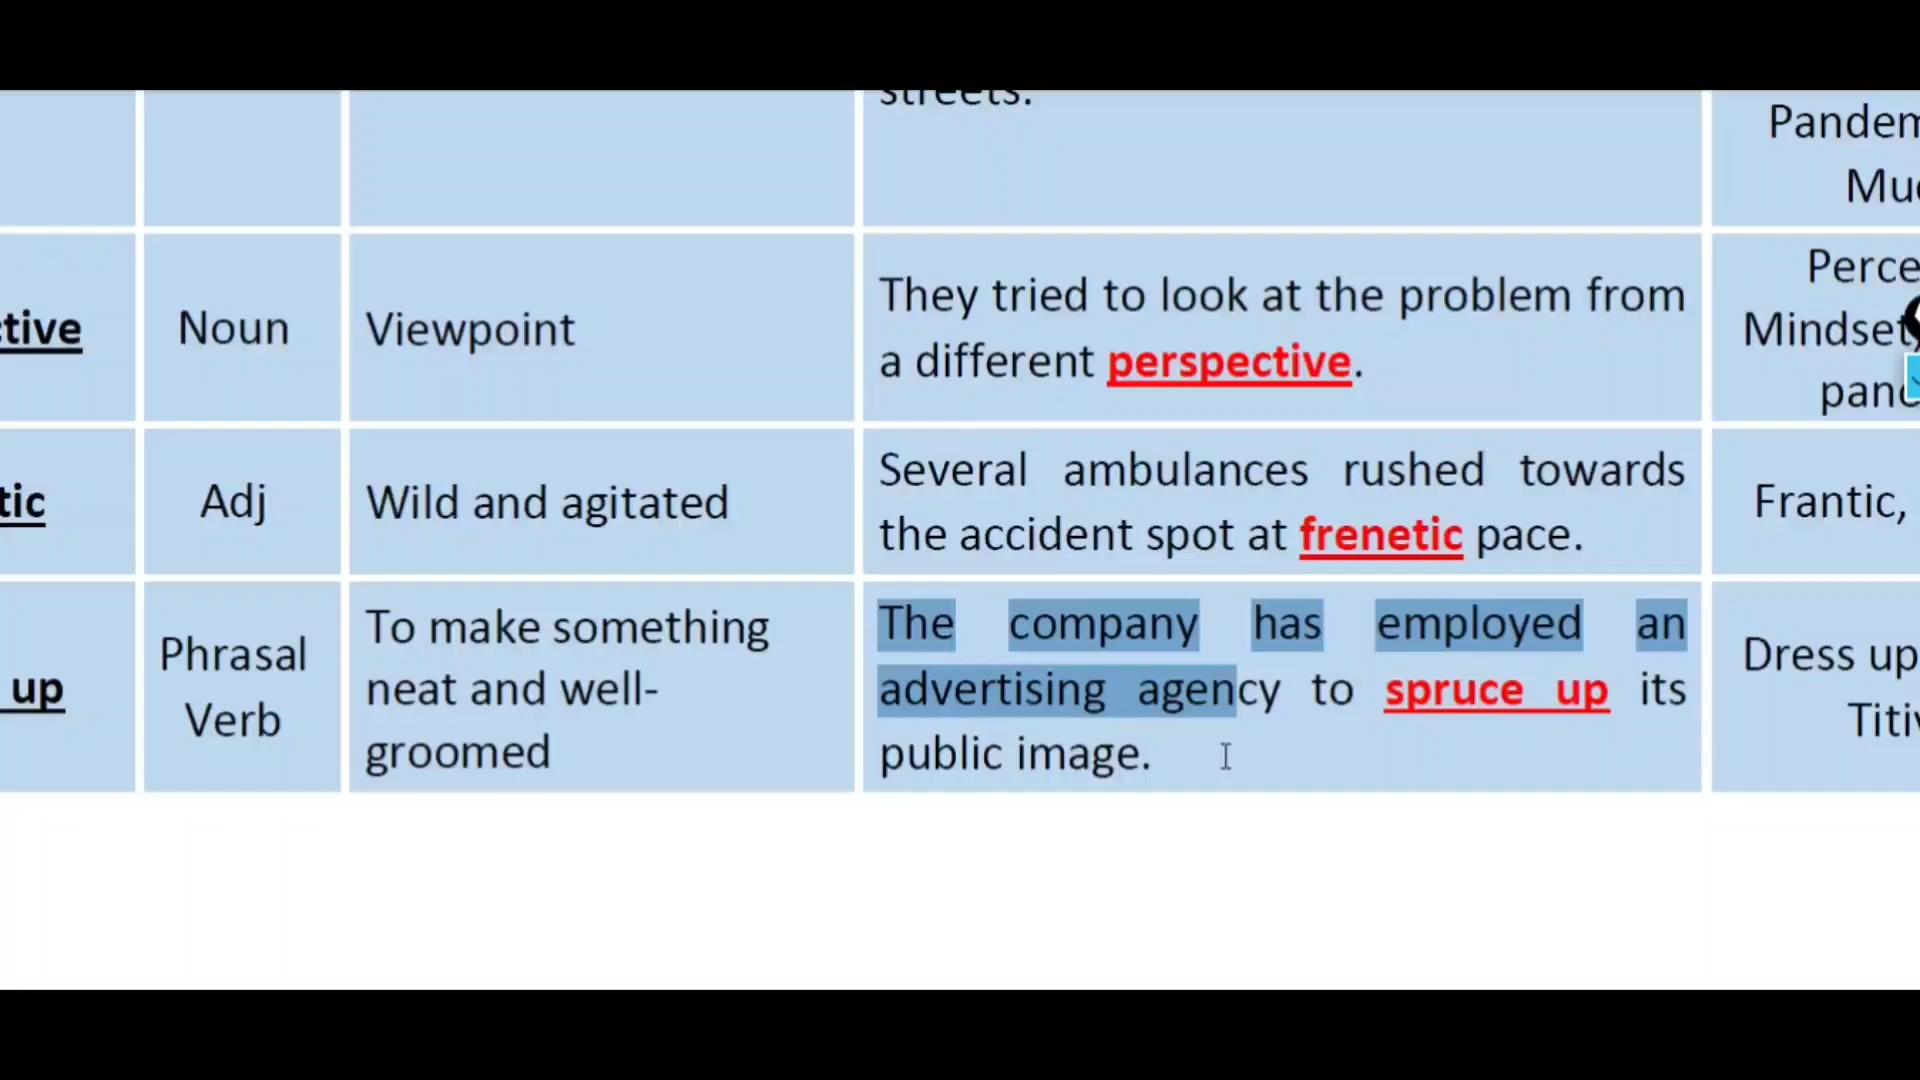 streets.
Pandem
Muc
ctive
Noun
Viewpoint
They tried to look at the problem from
a different perspective.
Perce
Mindset,
panc
tic
Adj
Wild and agitated
Several ambulances rushed towards
the accident spot at frenetic pace.
Frantic,
up
Phrasal
Verb
To make something
neat and well-
groomed
The company has employed an
advertising agency to spruce up its
public image.
Dress up
Titiv